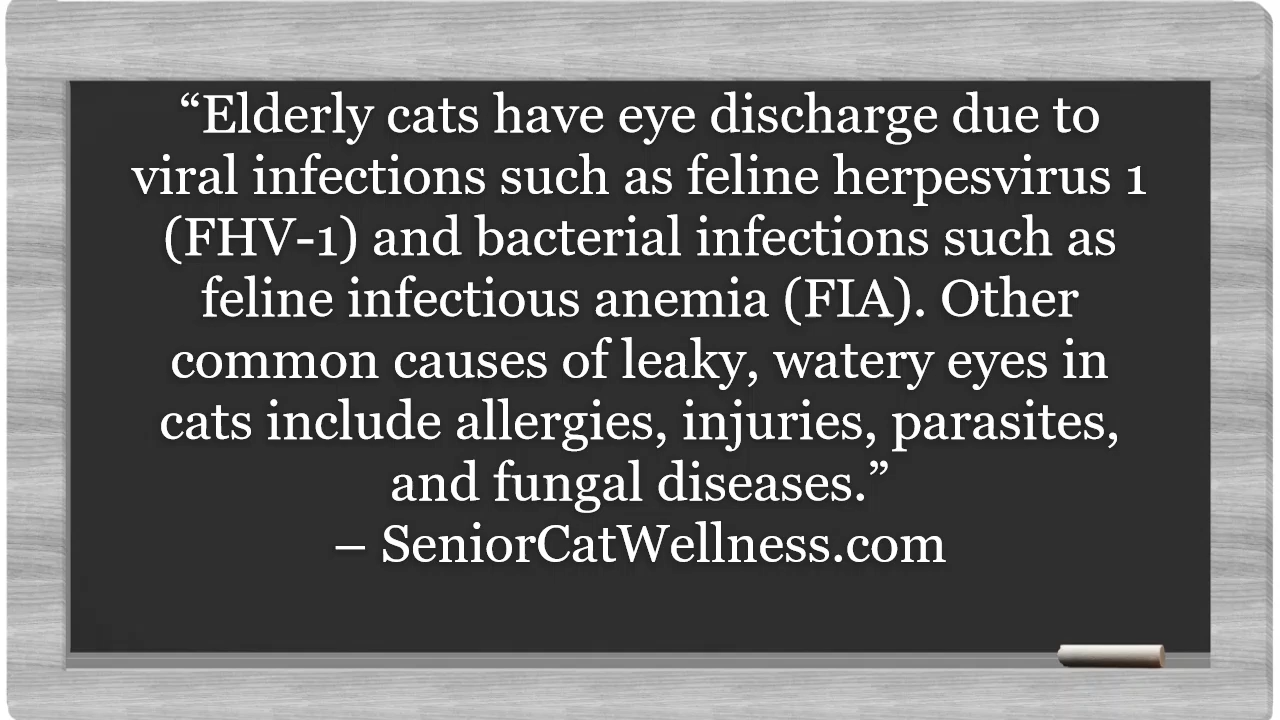 “Elderly cats have eye discharge due to
viral infections such as feline herpesvirus 1
(FHV-1) and bacterial infections such as
feline infectious anemia (FIA). Other
common causes of leaky, watery eyes in
cats include allergies, injuries, parasites,
and fungal diseases.”
– SeniorCatWellness.com